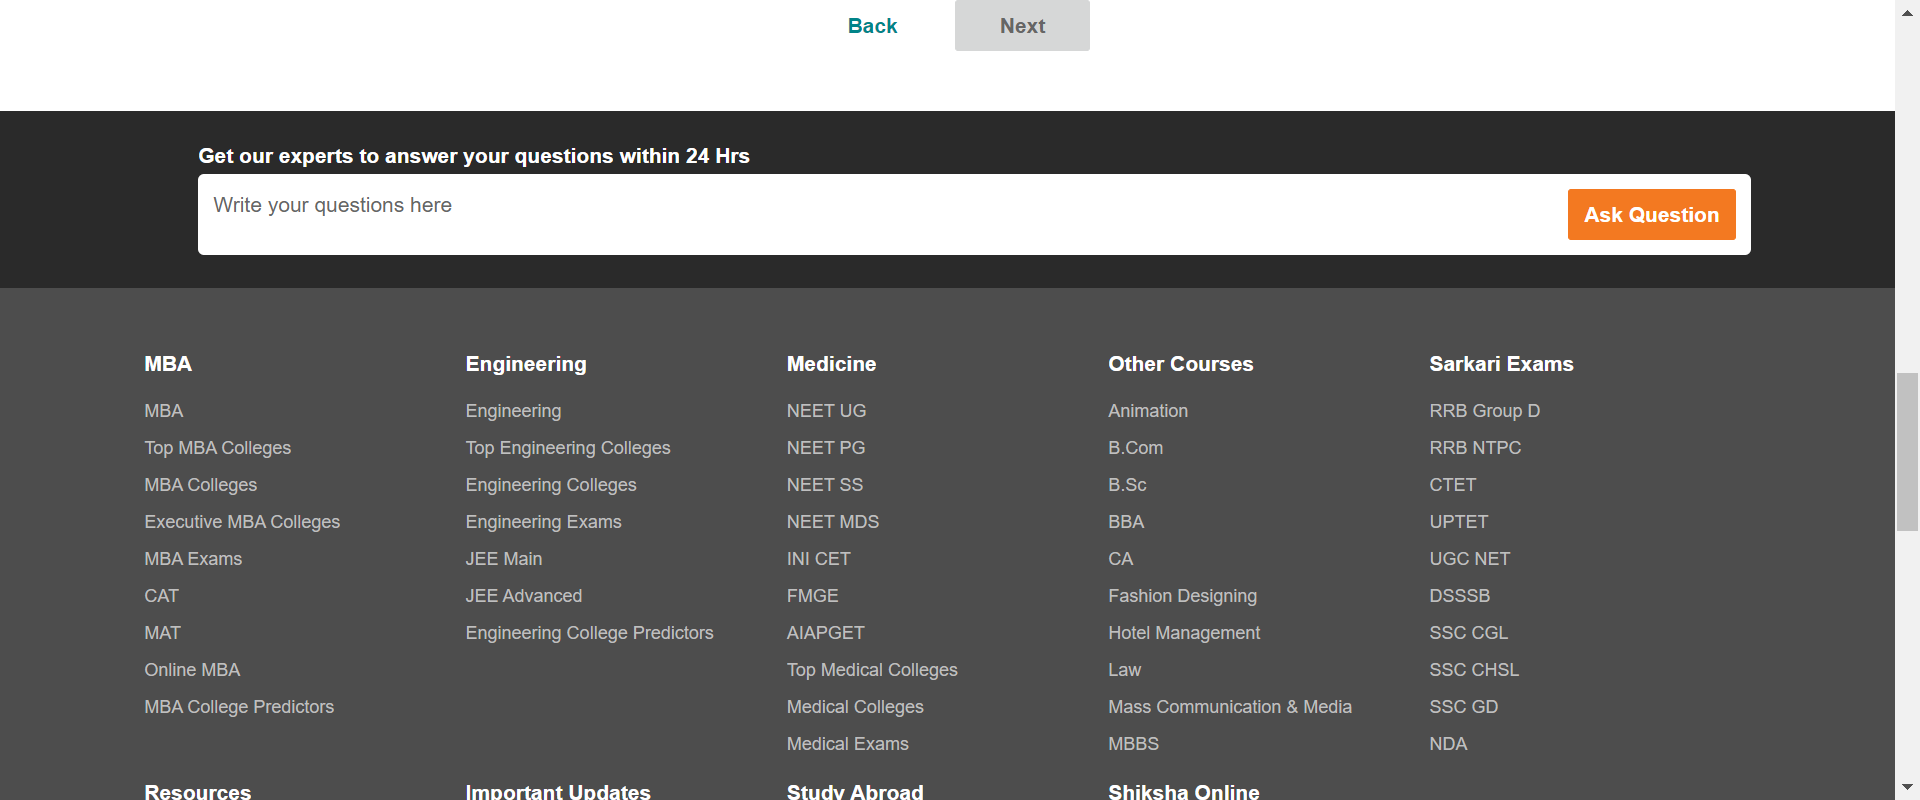 Back Next
Get our experts to answer your questions within 24 Hrs
Write your questions here
Ask Question
MBA
MBA
Top MBA Colleges
MBA Colleges
Executive MBA Colleges
MBA Exams
CAT
MAT
Online MBA
MBA College Predictors
Engineering
Engineering
Top Engineering Colleges
Engineering Colleges
Engineering Exams
JEE Main
JEE Advanced
Engineering College Predictors
Medicine
NEET UG
NEET PG
NEET SS
NEET MDS
INI CET
FMGE
AIAPGET
Top Medical Colleges
Medical Colleges
Medical Exams
Other Courses
Animation
B.Com
B.Sc
BBA
CA
Fashion Designing
Hotel Management
Law
Mass Communication & Media
MBBS
Sarkari Exams
RRB Group D
RRB NTPC
CTET
UPTET
UGC NET
DSSSB
SSC CGL
SSC CHSL
SSC GD
NDA
Resources
Important Updates
Study Abroad
Shiksha Online